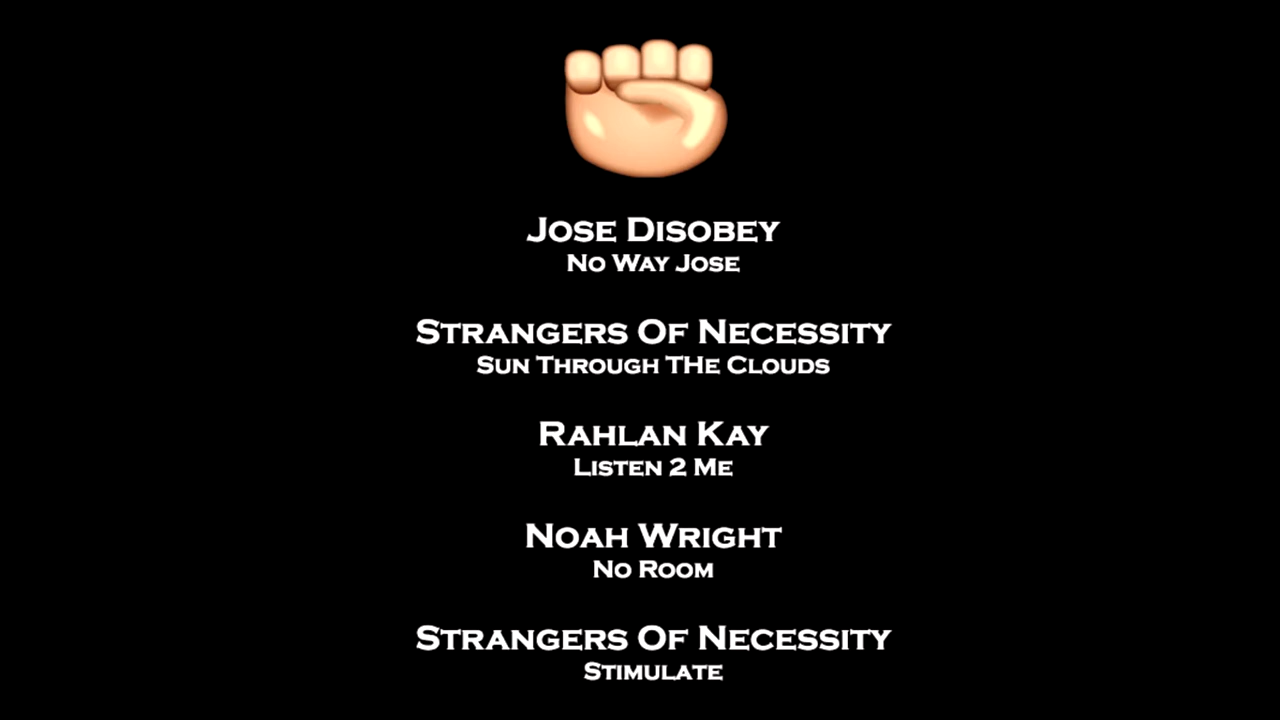 Jose Disobey
No Way Jose
Strangers Of Necessity
Sun Through THe Clouds
Rahlan Kay
Listen 2 Me
Noah Wright
No Room
Strangers Of Necessity
Stimulate